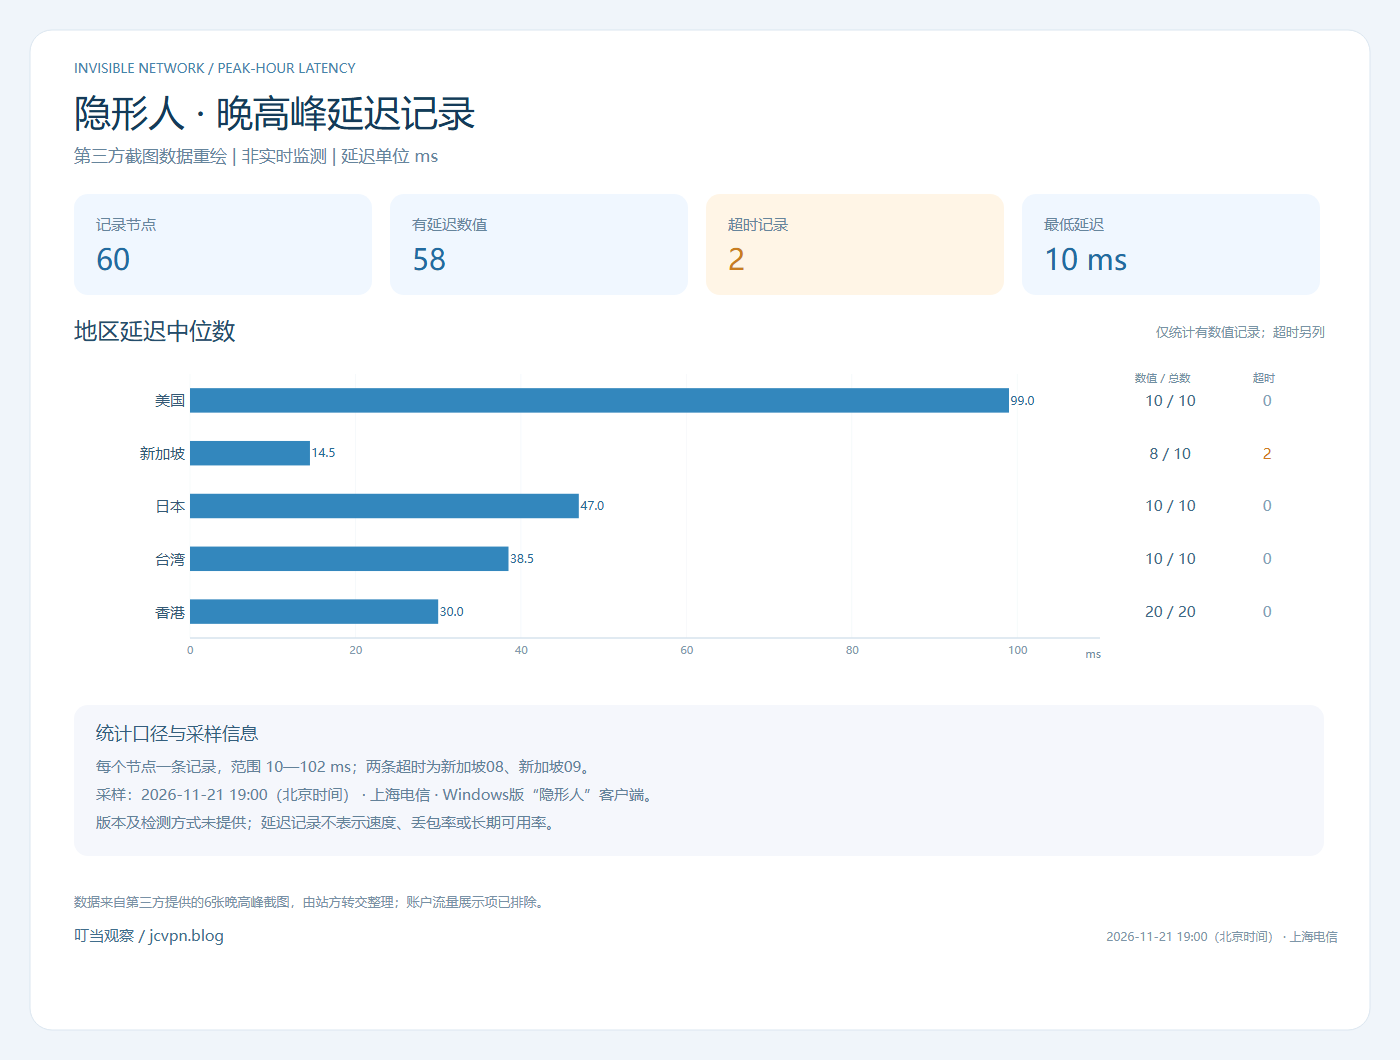 INVISIBLE NETWORK / PEAK-HOUR LATENCY
隐形人 · 晚高峰延迟记录
第三方截图数据重绘 | 非实时监测 | 延迟单位 ms
记录节点
60
有延迟数值
58
超时记录
2
最低延迟
10 ms
地区延迟中位数
仅统计有数值记录；超时另列
数值 / 总数 超时
美国 99.0 10 / 10 0
新加坡 14.5 8 / 10 2
日本 47.0 10 / 10 0
台湾 38.5 10 / 10 0
香港 30.0 20 / 20 0
0 20 40 60 80 100 ms
统计口径与采样信息
每个节点一条记录，范围 10—102 ms；两条超时为新加坡08、新加坡09。
采样：2026-11-21 19:00（北京时间） · 上海电信 · Windows版“隐形人”客户端。
版本及检测方式未提供；延迟记录不表示速度、丢包率或长期可用率。
数据来自第三方提供的6张晚高峰截图，由站方转交整理；账户流量展示项已排除。
叮当观察 / jcvpn.blog
2026-11-21 19:00（北京时间） · 上海电信